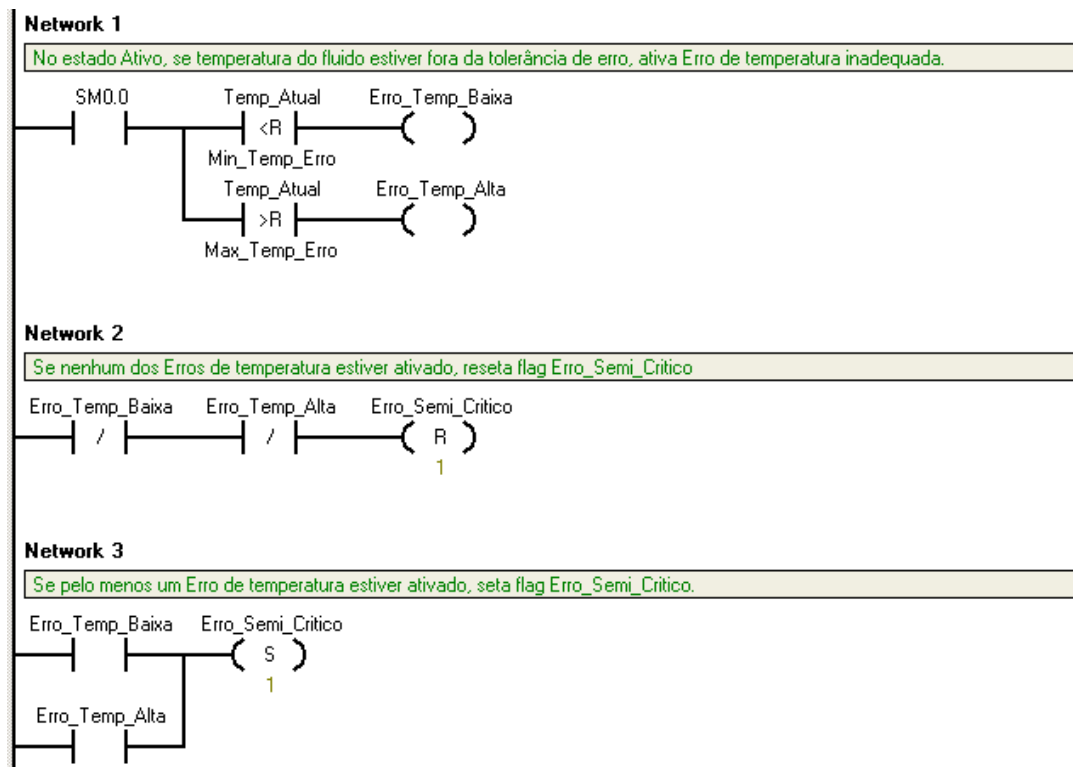 Network 1
No estado Ativo, se temperatura do fluido estiver fora da tolerância de erro, ativa Erro de temperatura inadequada.
SM0.0 Temp_Atual Erro_Temp_Baixa
<R
Min_Temp_Erro
Temp_Atual Erro_Temp_Alta
>R
Max_Temp_Erro
Network 2
Se nenhum dos Erros de temperatura estiver ativado, reseta flag Erro_Semi_Critico
Erro_Temp_Baixa Erro_Temp_Alta Erro_Semi_Critico
/ / R
1
Network 3
Se pelo menos um Erro de temperatura estiver ativado, seta flag Erro_Semi_Critico.
Erro_Temp_Baixa Erro_Semi_Critico
S
1
Erro_Temp_Alta